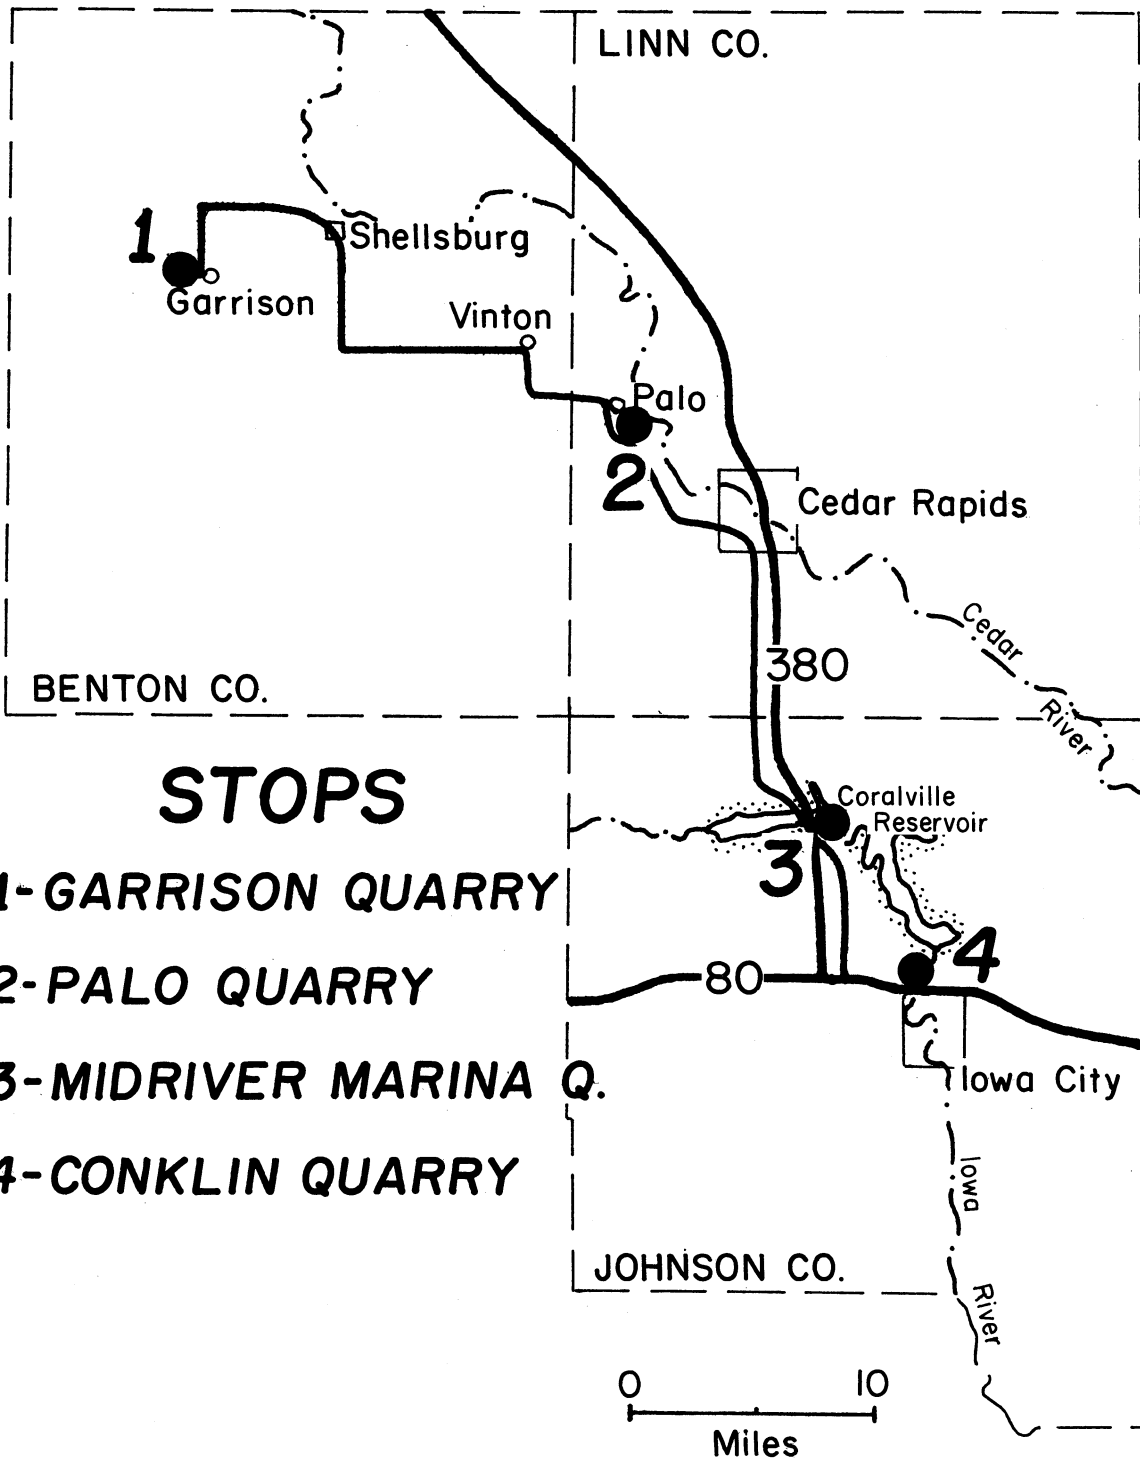 LINN CO.
1
Shellsburg
Garrison
Vinton
Palo
2
Cedar Rapids
Cedar
River
380
BENTON CO.
STOPS
Coralville
Reservoir
3
1-GARRISON QUARRY
4
2-PALO QUARRY
80
3-MIDRIVER MARINA Q.
Iowa City
4-CONKLIN QUARRY
Iowa
River
JOHNSON CO.
0 10
Miles